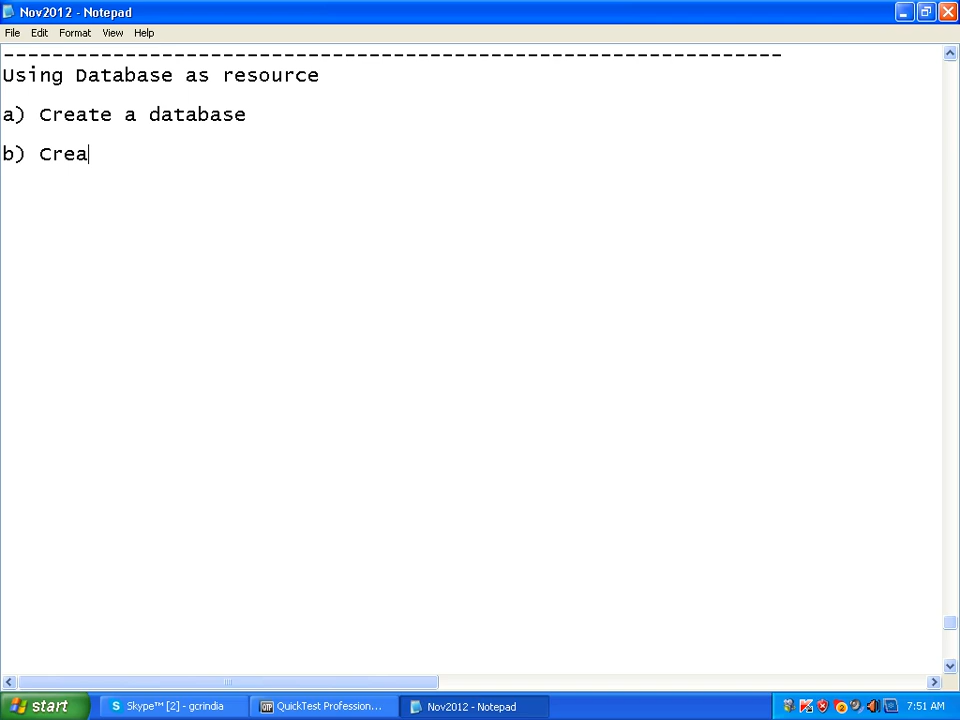 Nov2012 - Notepad
File Edit Format View Help
--------------------------------------------------------------
Using Database as resource
a) Create a database
b) Crea
start
Skype™ [2] - gcrindia
QTP QuickTest Profession...
Nov2012 - Notepad
7:51 AM